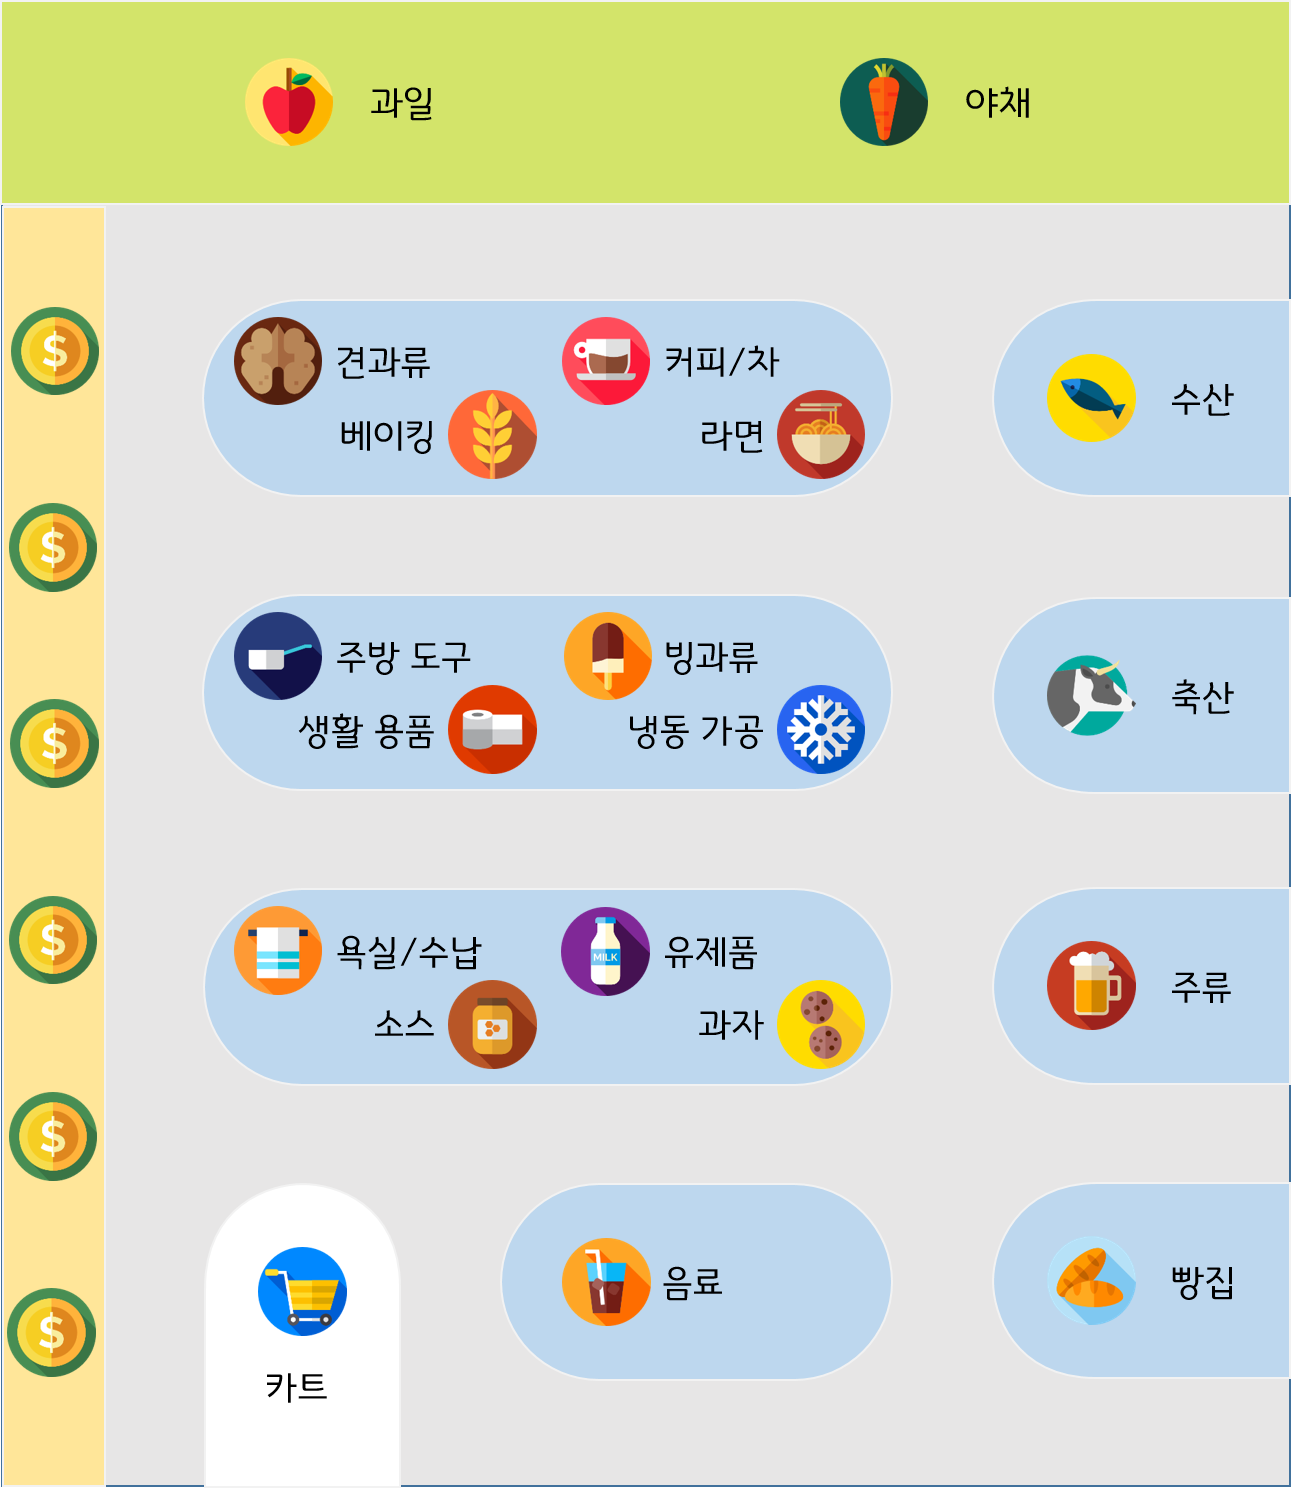 과일
야채
$
견과류
커피/차
베이킹
라면
수산
$
주방 도구
빙과류
생활 용품
냉동 가공
축산
$
욕실/수납
유제품
MILK
소스
과자
주류
$
$
음료
빵집
$
카트